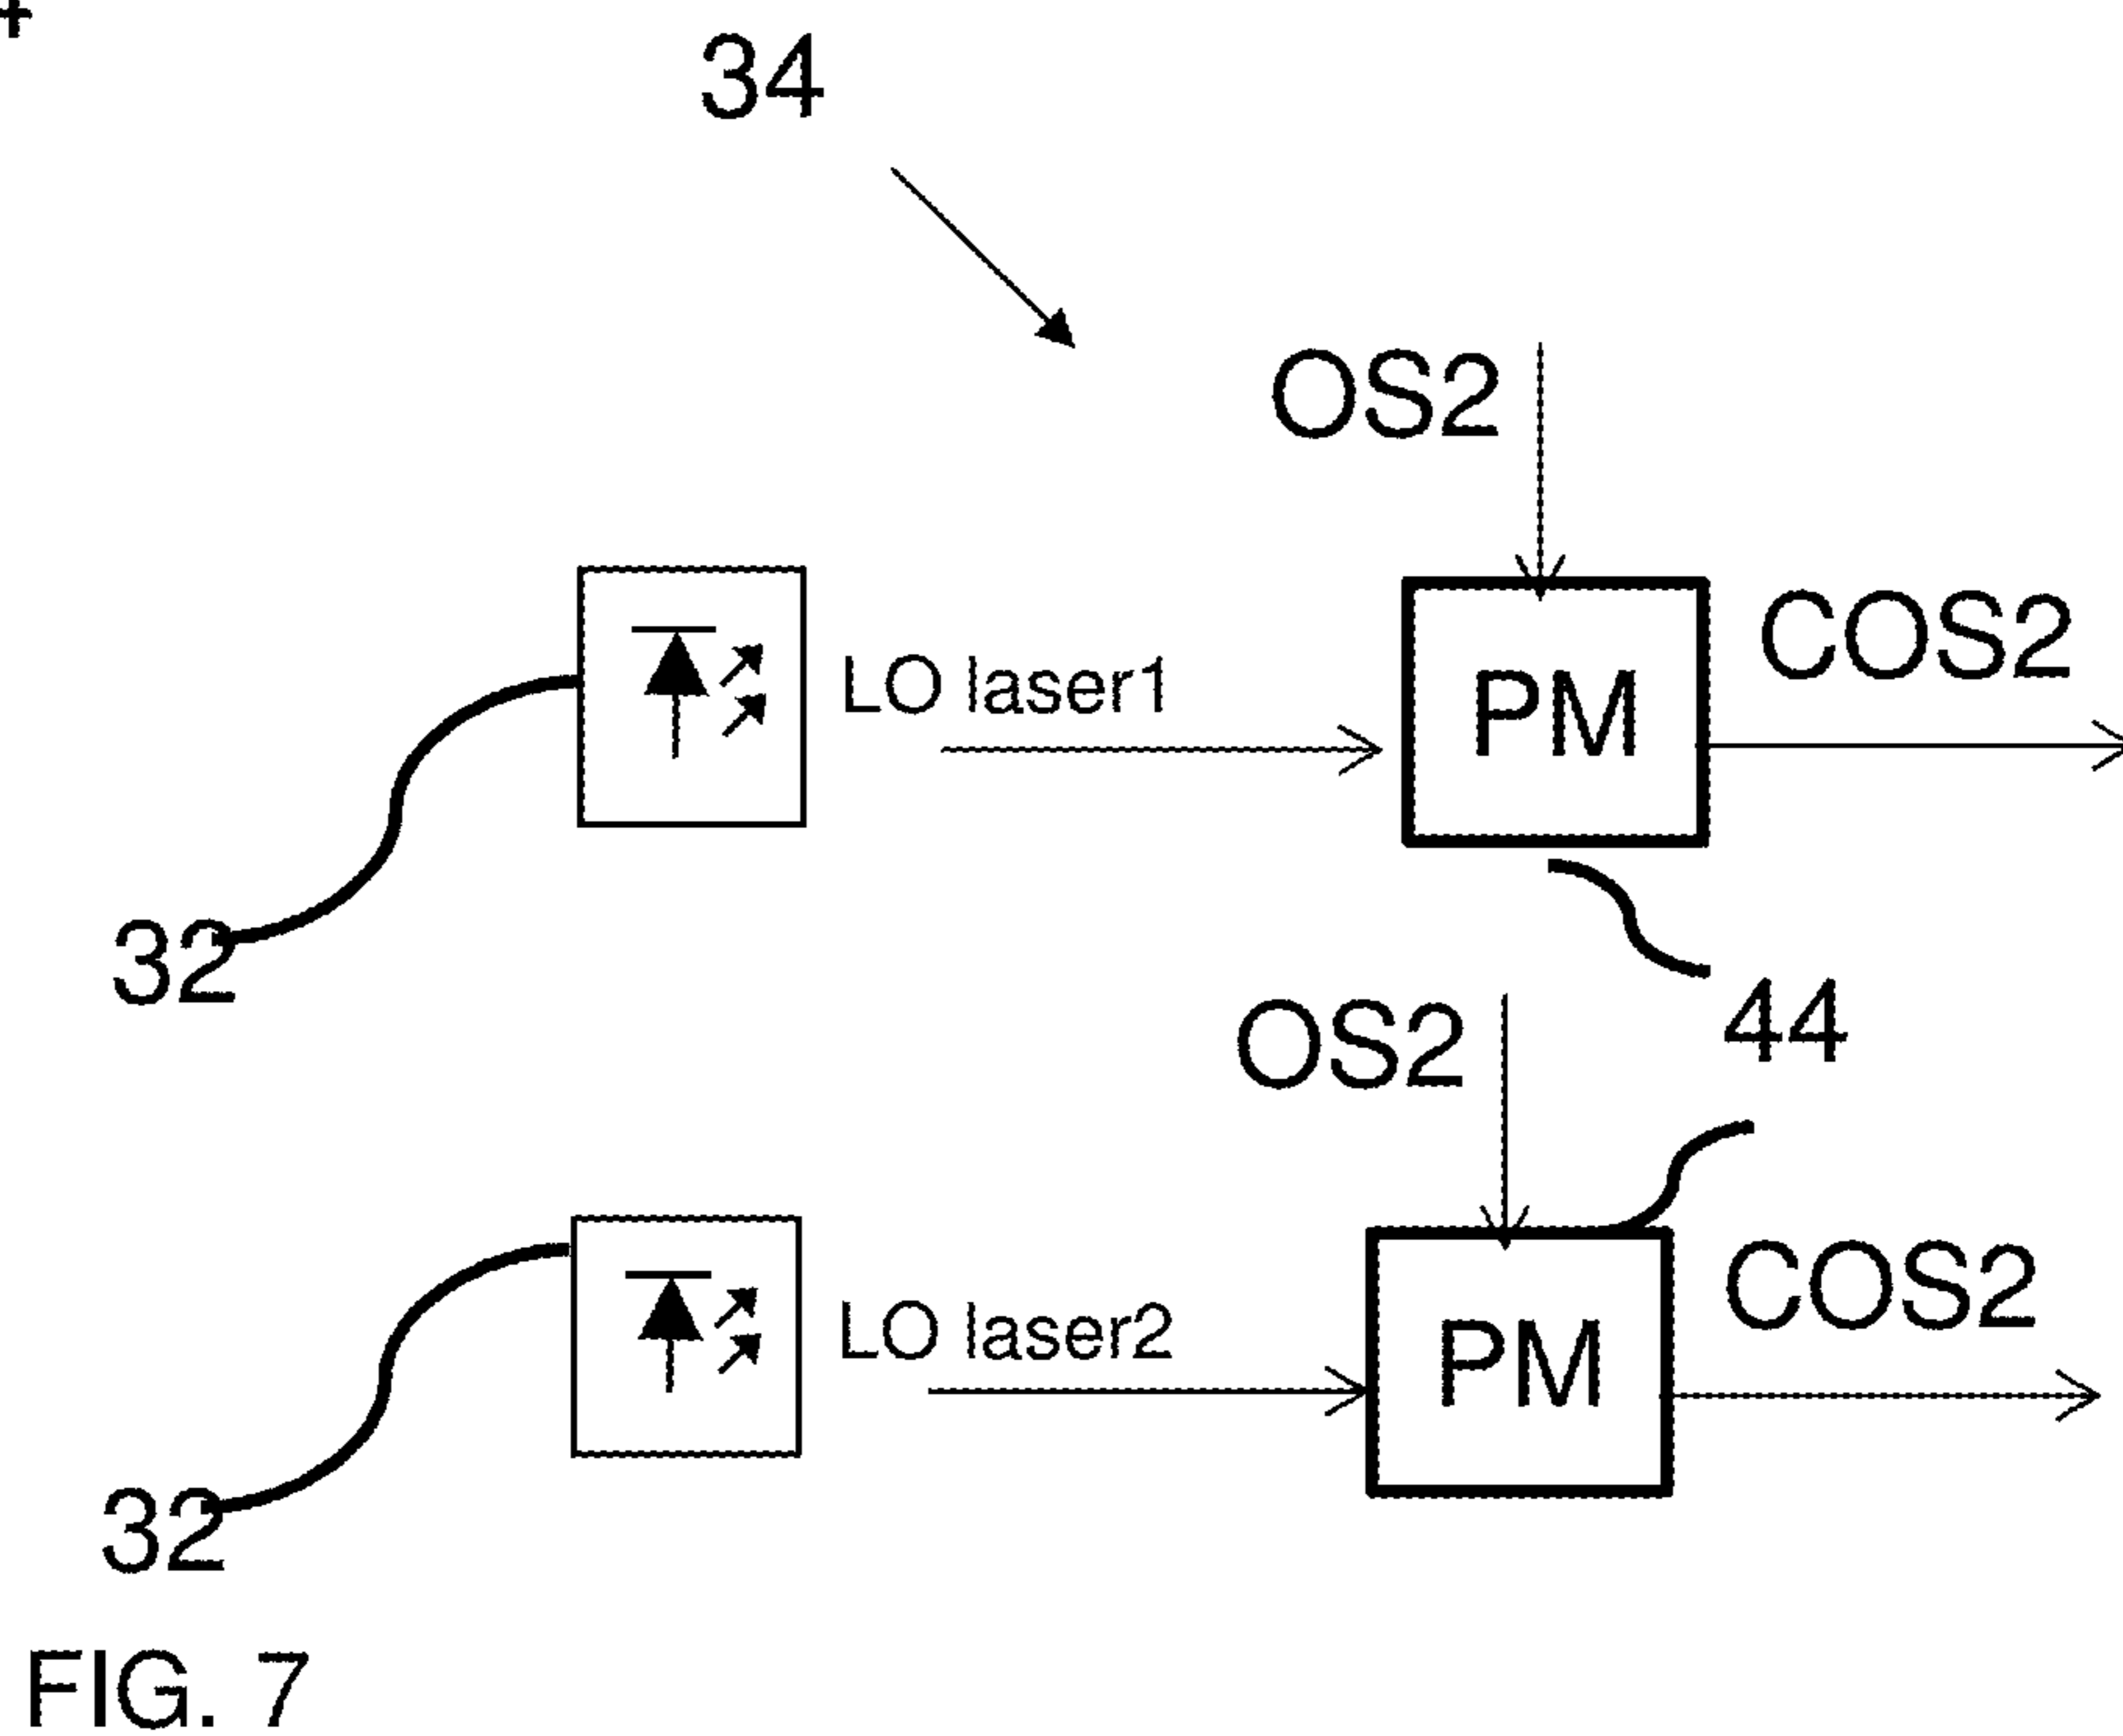 34
OS2
COS2
LO laser1
PM
32
44
OS2
COS2
LO laser2
PM
32
FIG. 7